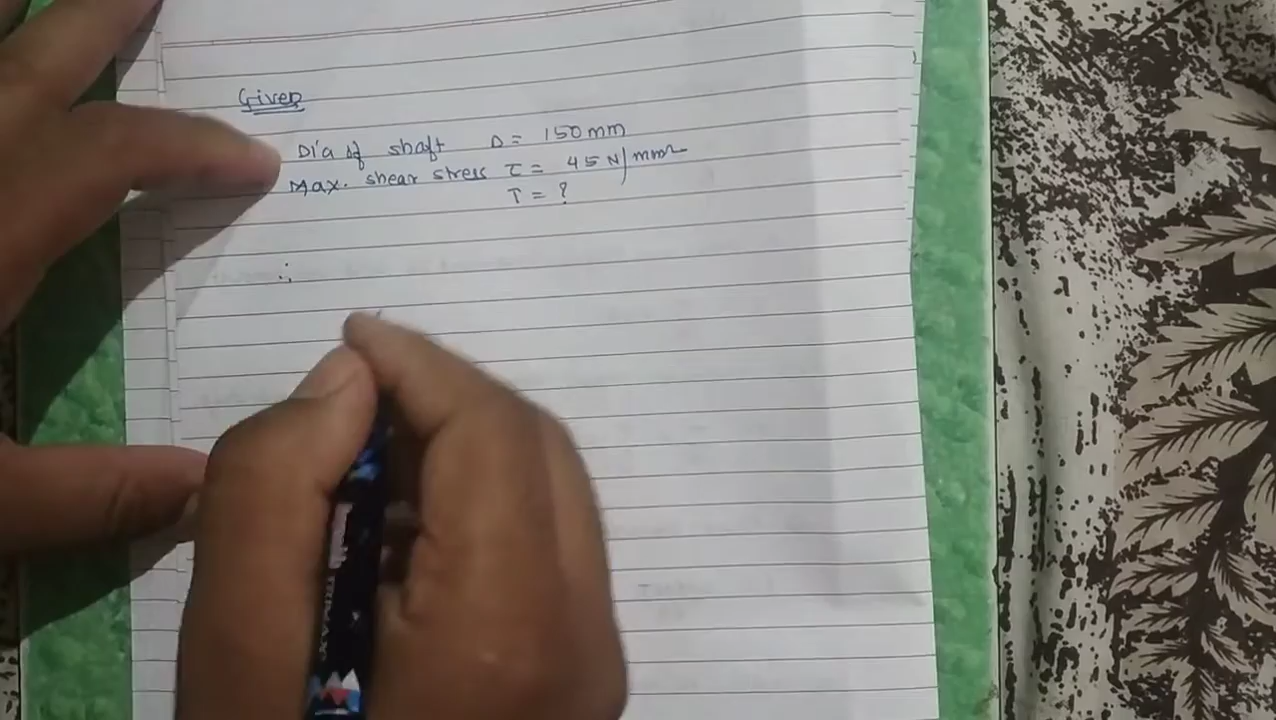 Given
Dia of shaft D = 150 mm
Max. shear stress τ = 45 N/mm²
T = ?
∴